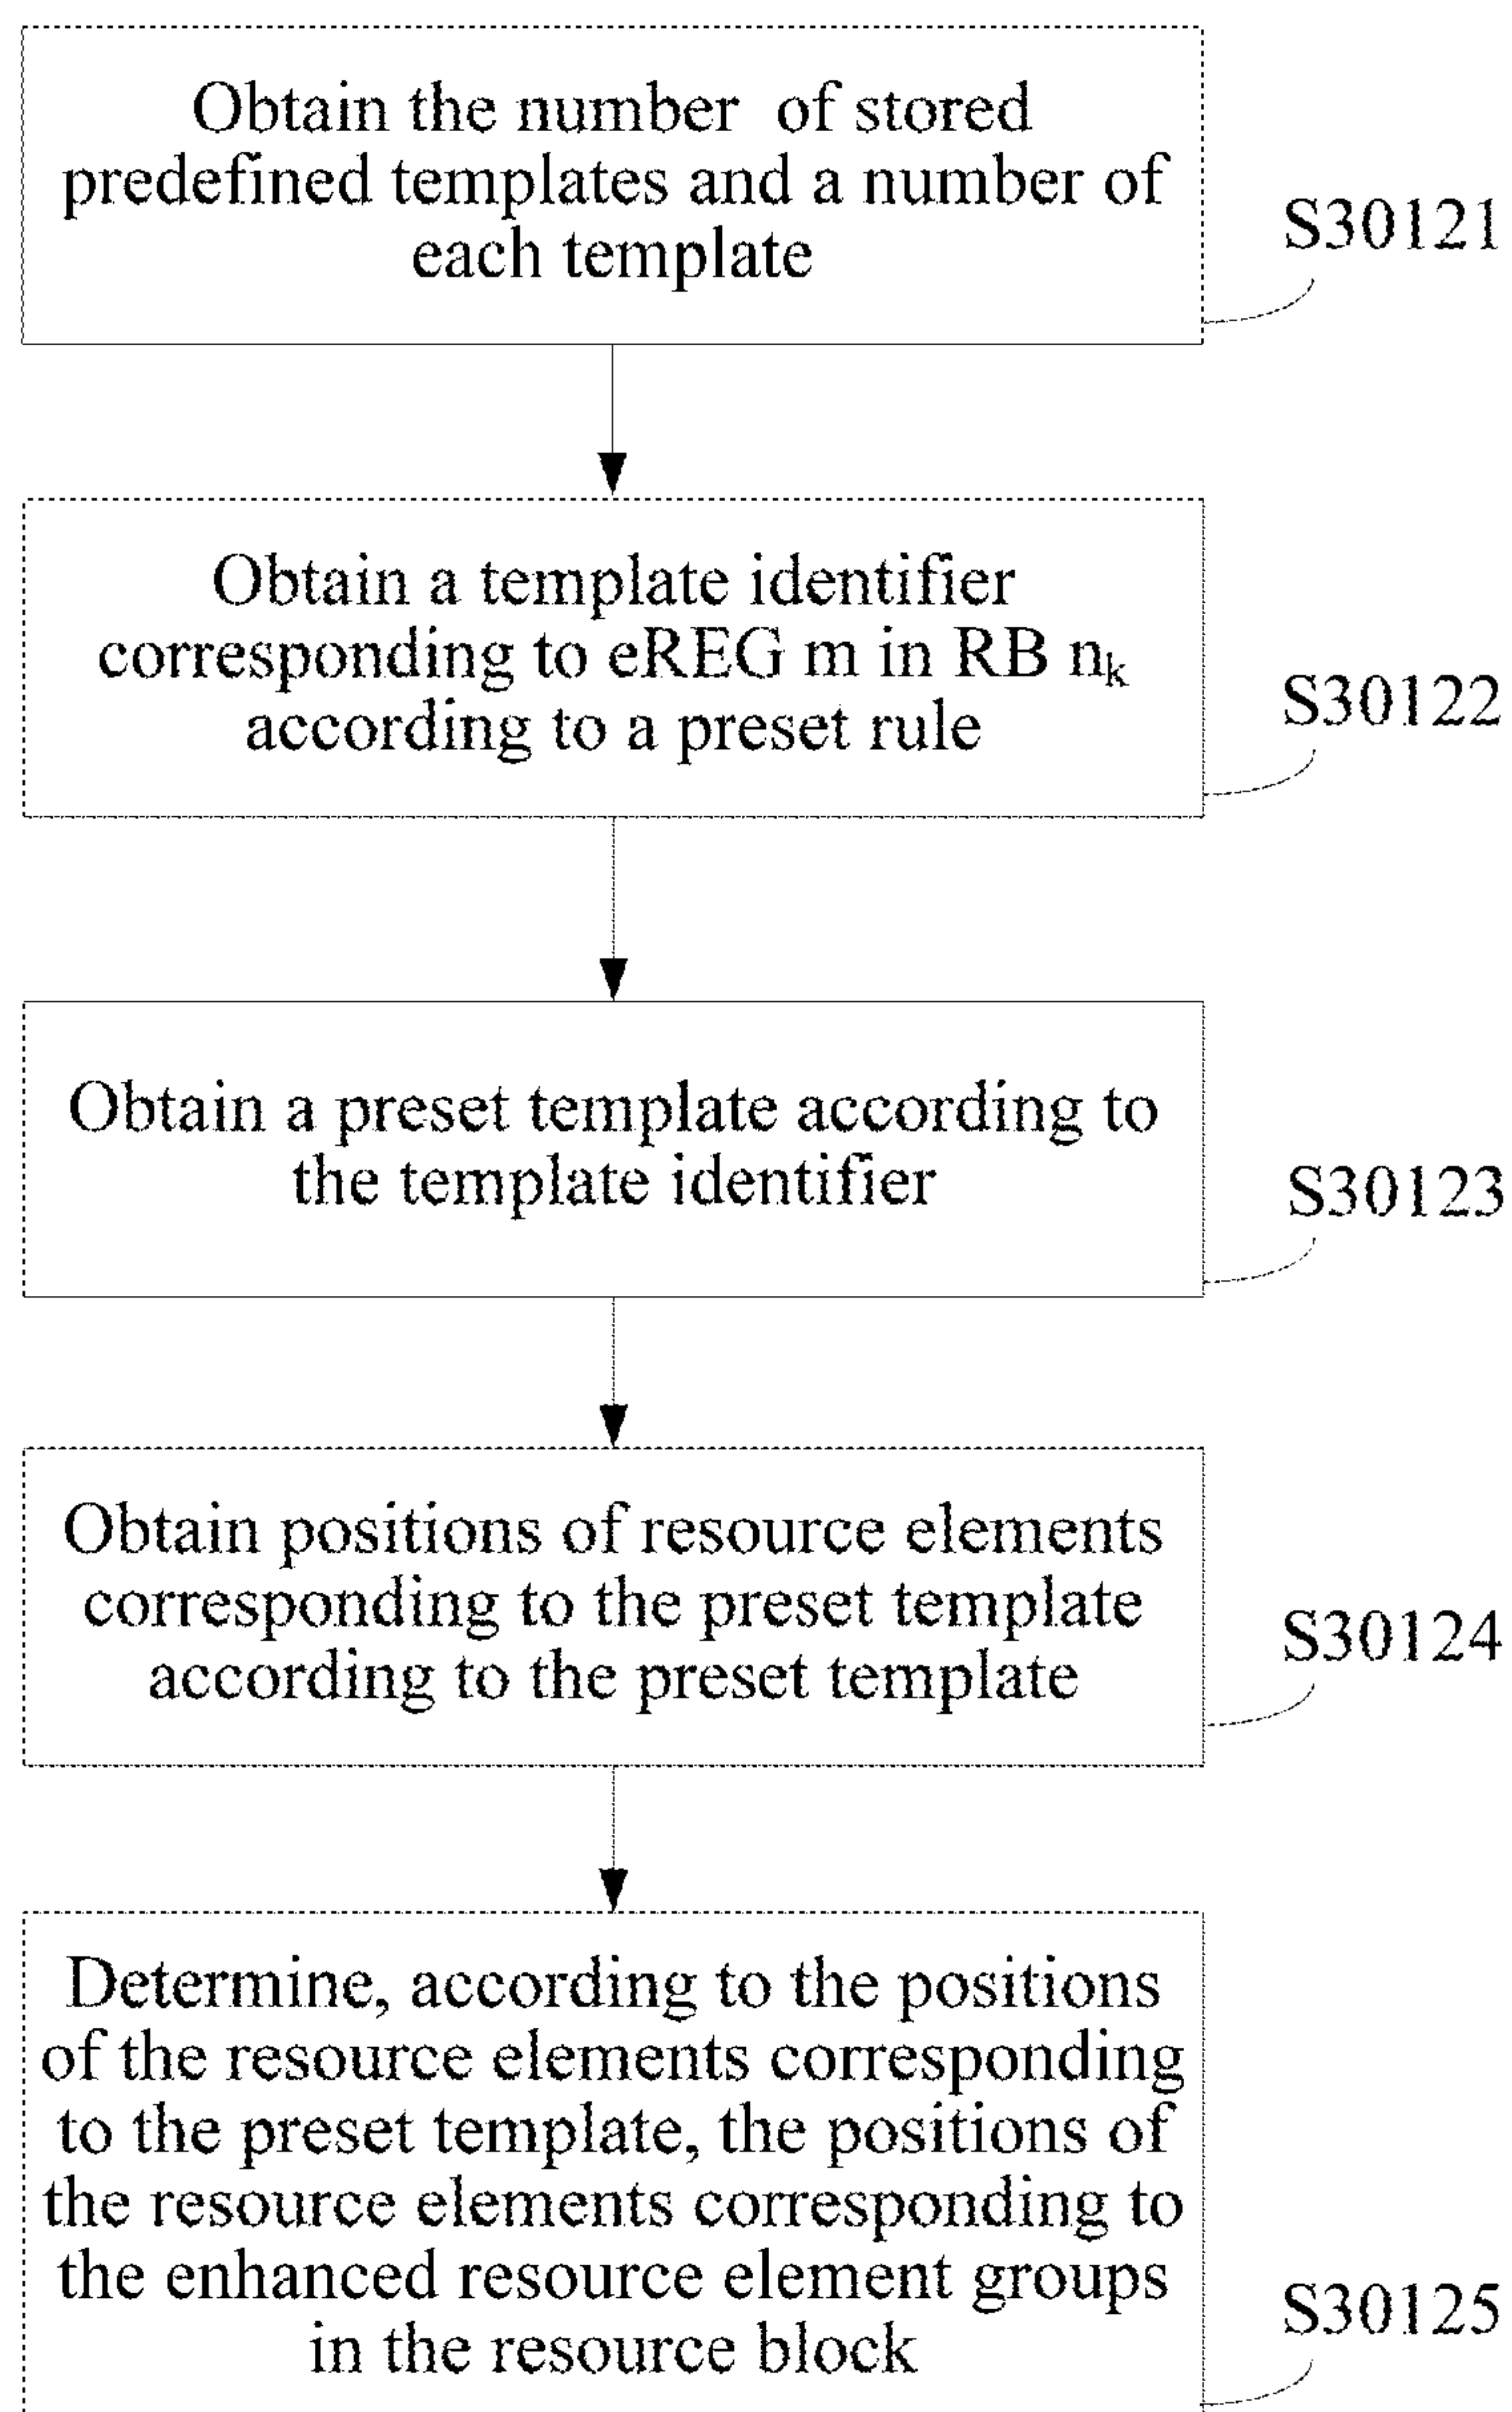 Obtain the number of stored
predefined templates and a number of
each template
S30121
Obtain a template identifier
corresponding to eREG m in RB nk
according to a preset rule
S30122
Obtain a preset template according to
the template identifier
S30123
Obtain positions of resource elements
corresponding to the preset template
according to the preset template
S30124
Determine, according to the positions
of the resource elements corresponding
to the preset template, the positions of
the resource elements corresponding to
the enhanced resource element groups
in the resource block
S30125